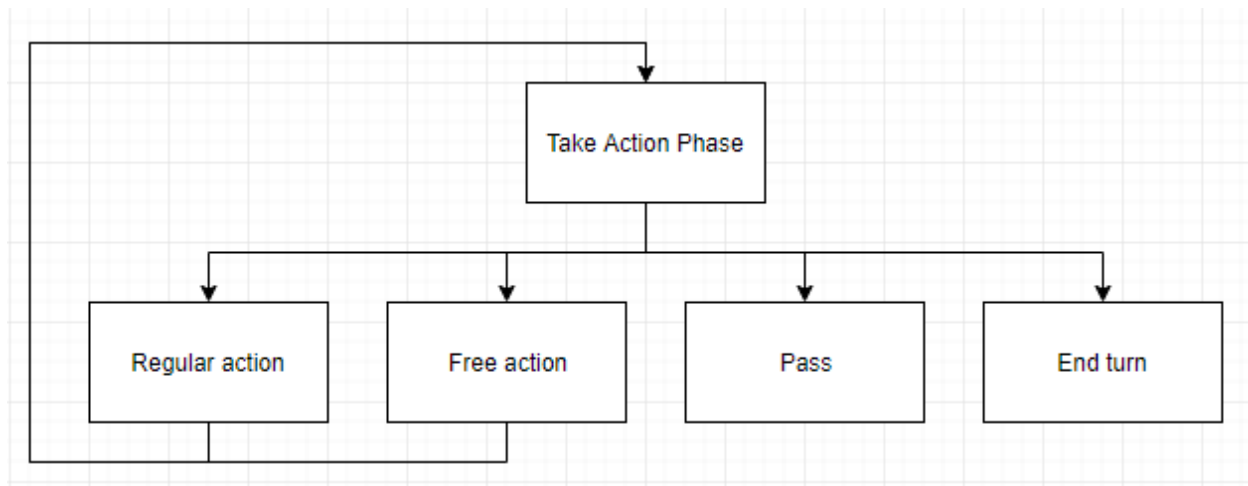 Take Action Phase
Regular action
Free action
Pass
End turn